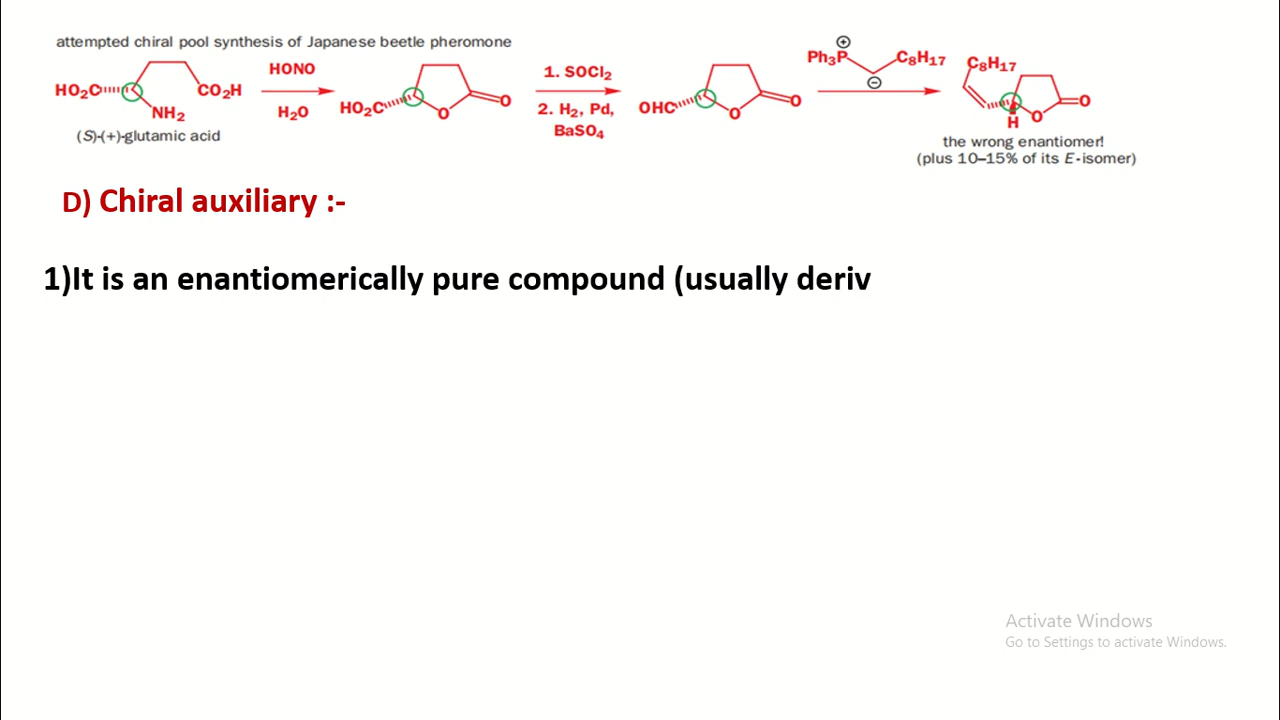 attempted chiral pool synthesis of Japanese beetle pheromone
HO₂C
CO₂H
NH₂
(S)-(+)-glutamic acid
HONO
H₂O
HO₂C
O
O
1. SOCl₂
2. H₂, Pd,
BaSO₄
OHC
O
O
Ph₃P
⊕
C₈H₁₇
⊖
C₈H₁₇
O
O
H
the wrong enantiomer!
(plus 10–15% of its E-isomer)
D) Chiral auxiliary :-
1)It is an enantiomerically pure compound (usually deriv
Activate Windows
Go to Settings to activate Windows.